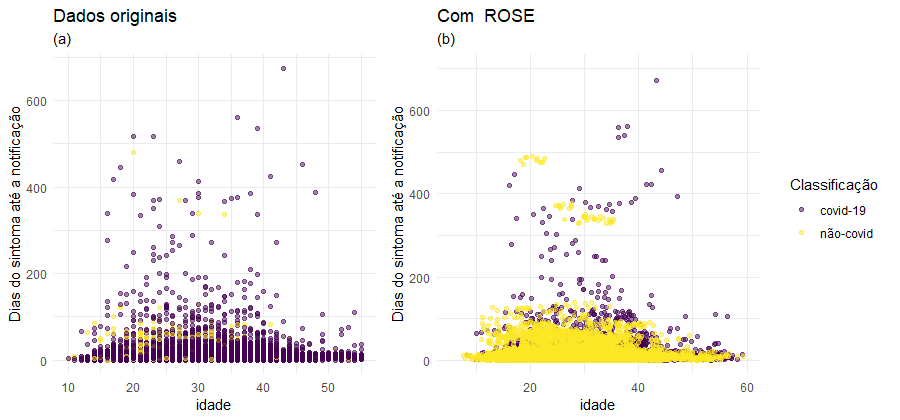 Dados originais
(a)
Dias do sintoma até a notificação
600
400
200
0
10 20 30 40 50
idade
Com  ROSE
(b)
Dias do sintoma até a notificação
600
400
200
0
20 40 60
idade
Classificação
covid-19
não-covid